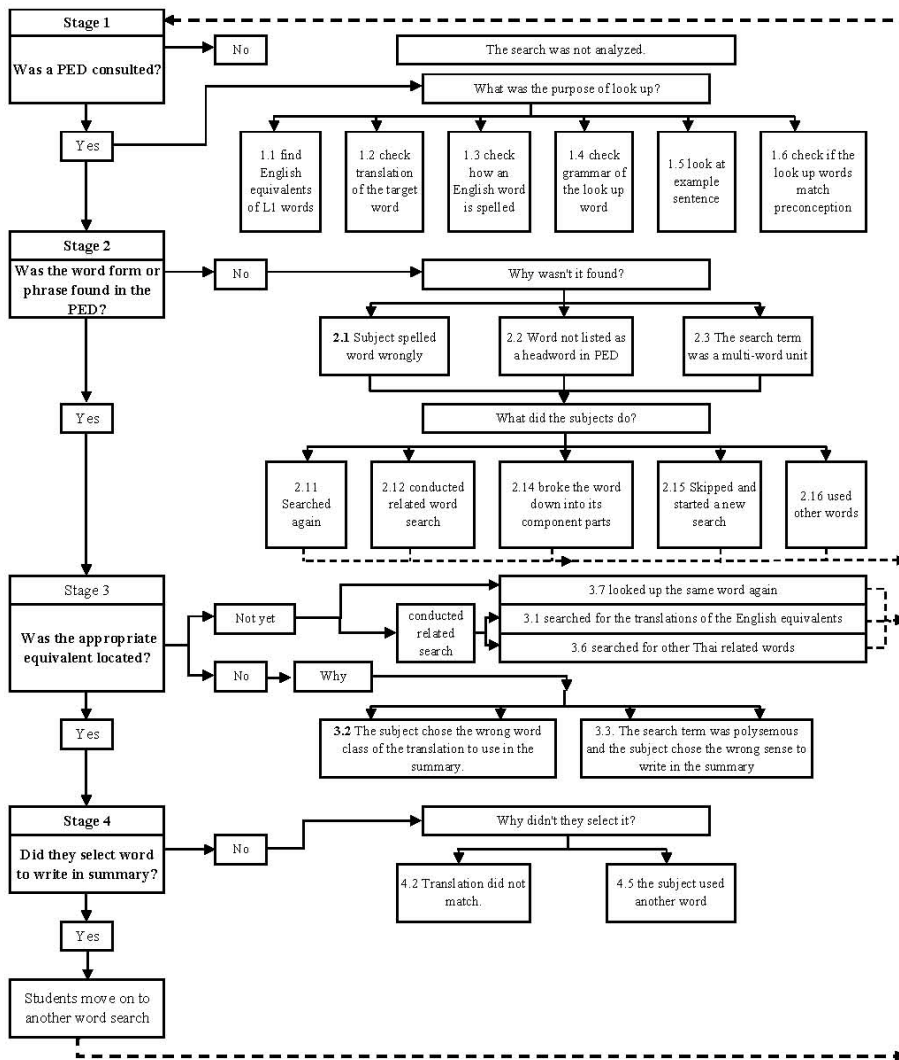 Stage 1
Was a PED consulted?
No
The search was not analyzed.
What was the purpose of look up?
Yes
1.1 find
English
equivalents
of L1 words
1.2 check
translation
of the target
word
1.3 check
how an
English word
is spelled
1.4 check
grammar of
the look up
word
1.5 look at
example
sentence
1.6 check if the
look up words
match
preconception
Stage 2
Was the word form or
phrase found in the
PED?
No
Why wasn't it found?
2.1 Subject spelled
word wrongly
2.2 Word not listed as
a headword in PED
2.3 The search term
was a multi-word unit
Yes
What did the subjects do?
2.11
Searched
again
2.12 conducted
related word
search
2.14 broke the word
down into its
component parts
2.15 Skipped and
started a new
search
2.16 used
other words
Stage 3
Was the appropriate
equivalent located?
Not yet
conducted
related
search
3.7 looked up the same word again
3.1 searched for the translations of the English equivalents
3.6 searched for other Thai related words
No
Why
3.2 The subject chose the wrong word
class of the translation to use in the
summary.
3.3. The search term was polysemous
and the subject chose the wrong sense to
write in the summary
Yes
Stage 4
Did they select word
to write in summary?
No
Why didn't they select it?
4.2 Translation did not
match.
4.5 the subject used
another word
Yes
Students move on to
another word search